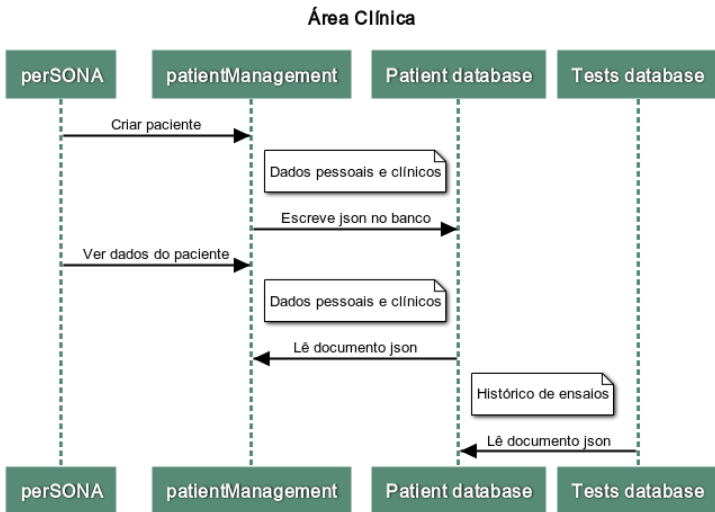 Área Clínica
perSONA
patientManagement
Patient database
Tests database
Criar paciente
Dados pessoais e clínicos
Escreve json no banco
Ver dados do paciente
Dados pessoais e clínicos
Lê documento json
Histórico de ensaios
Lê documento json
perSONA
patientManagement
Patient database
Tests database